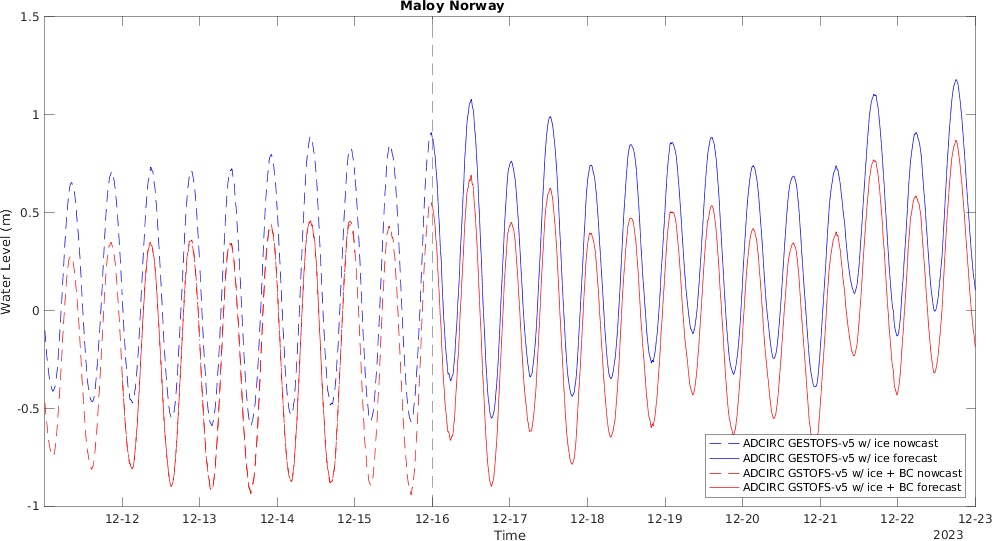 Maloy Norway
1.5
1
0.5
0
-0.5
-1
Water Level (m)
12-12
12-13
12-14
12-15
12-16
12-17
12-18
12-19
12-20
12-21
12-22
12-23
Time
2023
ADCIRC GESTOFS-v5 w/ ice nowcast
ADCIRC GESTOFS-v5 w/ ice forecast
ADCIRC GSTOFS-v5 w/ ice + BC nowcast
ADCIRC GSTOFS-v5 w/ ice + BC forecast